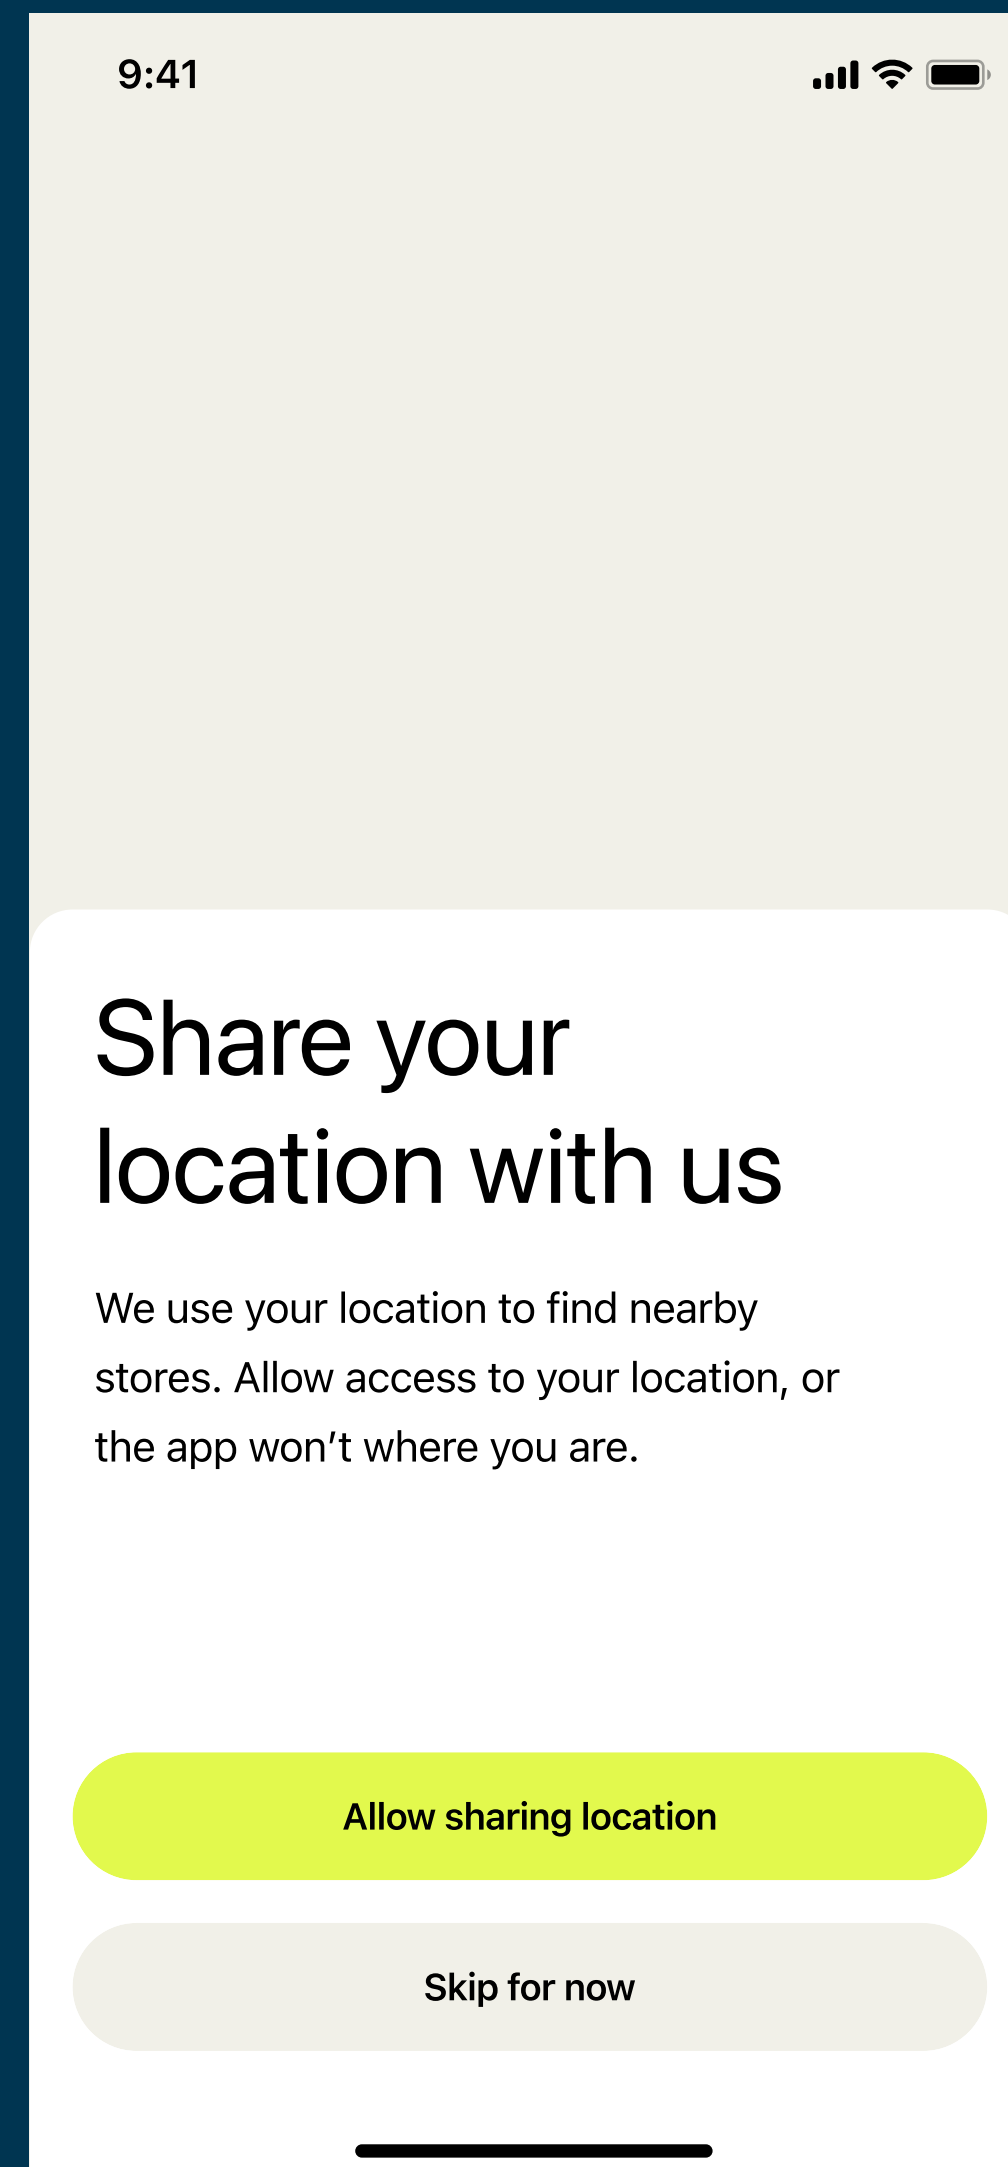 9:41
Share your
location with us
We use your location to find nearby
stores. Allow access to your location, or
the app won’t where you are.
Allow sharing location
Skip for now